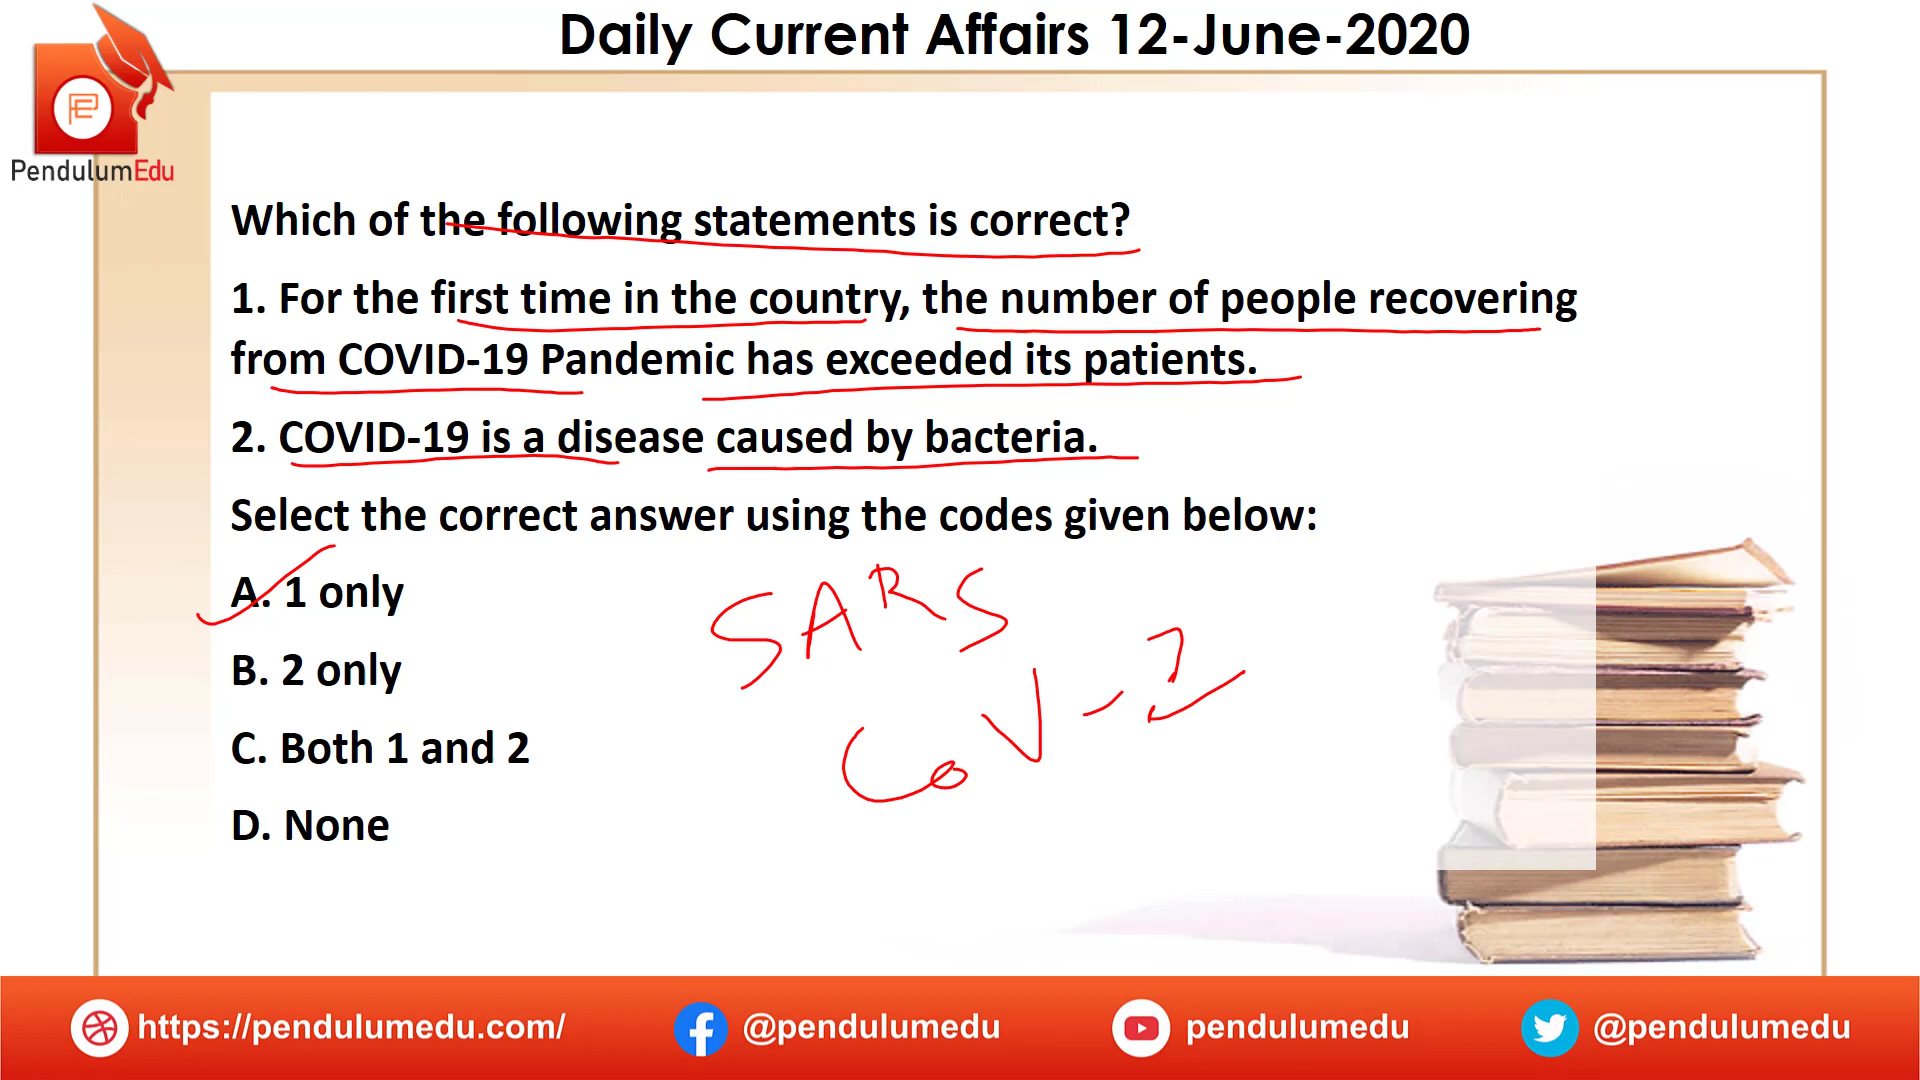 Daily Current Affairs 12-June-2020
PendulumEdu
Which of the following statements is correct?
1. For the first time in the country, the number of people recovering
from COVID-19 Pandemic has exceeded its patients.
2. COVID-19 is a disease caused by bacteria.
Select the correct answer using the codes given below:
A. 1 only
B. 2 only
C. Both 1 and 2
D. None
SARS
CoV-2
https://pendulumedu.com/
@pendulumedu
pendulumedu
@pendulumedu